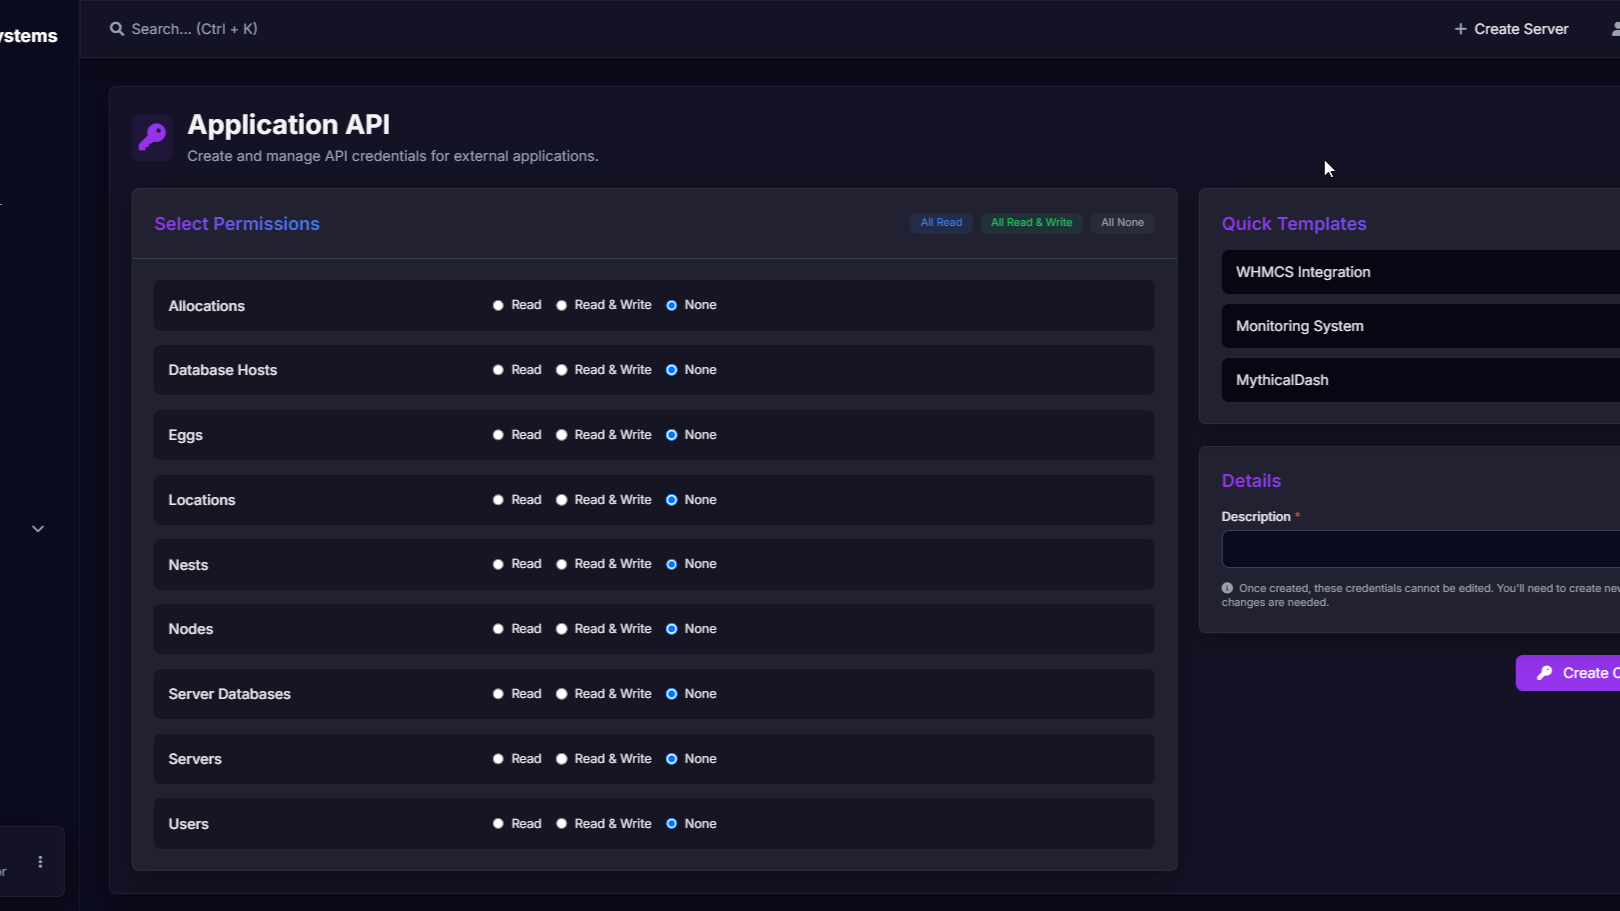 ystems
Search... (Ctrl + K)
Create Server
Application API
Create and manage API credentials for external applications.
Select Permissions
All Read
All Read & Write
All None
Allocations
Read
Read & Write
None
Database Hosts
Read
Read & Write
None
Eggs
Read
Read & Write
None
Locations
Read
Read & Write
None
Nests
Read
Read & Write
None
Nodes
Read
Read & Write
None
Server Databases
Read
Read & Write
None
Servers
Read
Read & Write
None
Users
Read
Read & Write
None
Quick Templates
WHMCS Integration
Monitoring System
MythicalDash
Details
Description *
Once created, these credentials cannot be edited. You'll need to create new
changes are needed.
Create C
or